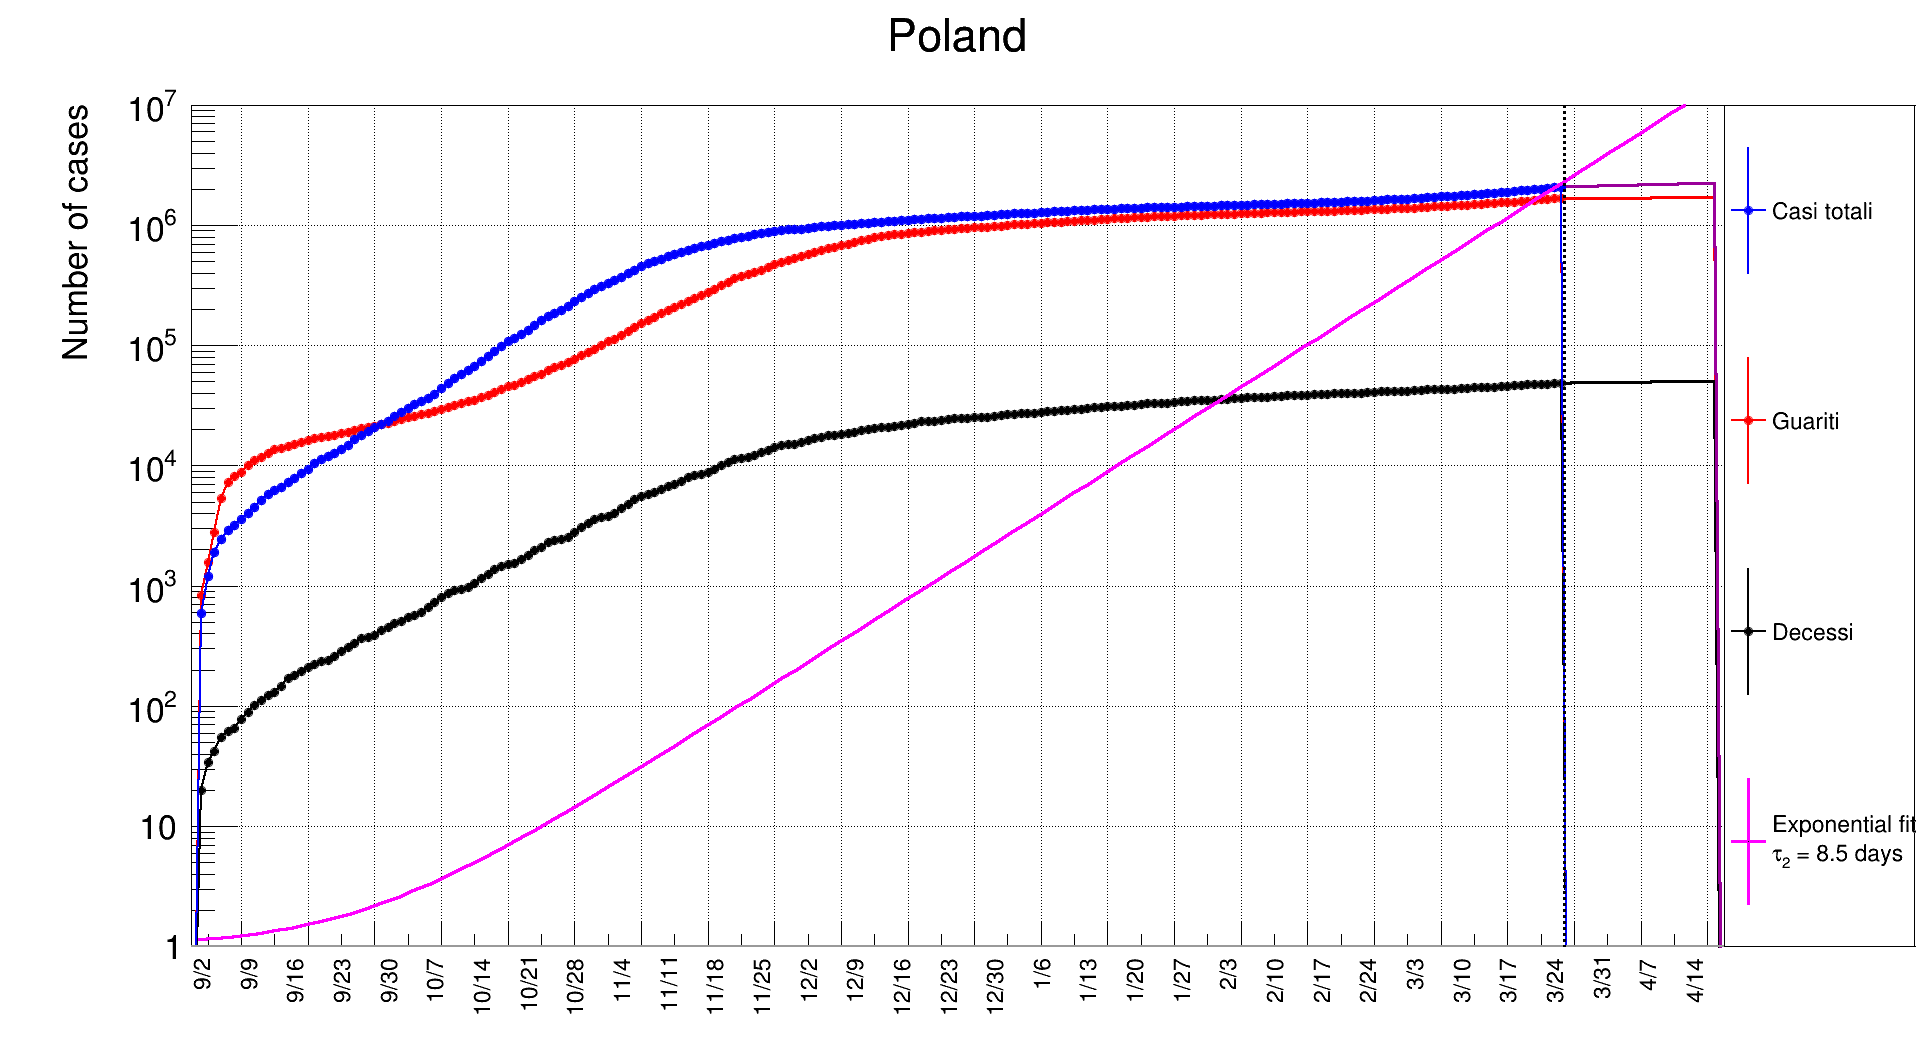 Poland
Number of cases
10^7
10^6
10^5
10^4
10^3
10^2
10
1
9/2 9/9 9/16 9/23 9/30 10/7 10/14 10/21 10/28 11/4 11/11 11/18 11/25 12/2 12/9 12/16 12/23 12/30 1/6 1/13 1/20 1/27 2/3 2/10 2/17 2/24 3/3 3/10 3/17 3/24 3/31 4/7 4/14
Casi totali
Guariti
Decessi
Exponential fit
τ₂ = 8.5 days